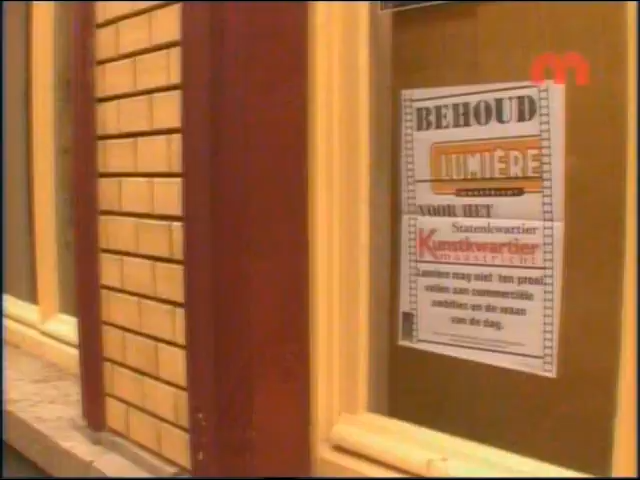 m
BEHOUD
LUMIÈRE
MAASTRICHT
VOOR HET
Statenkwartier
Kunstkwartier
maastricht
Lumière mag niet ten prooi
vallen aan commerciële
ambities en de waan
van de dag.